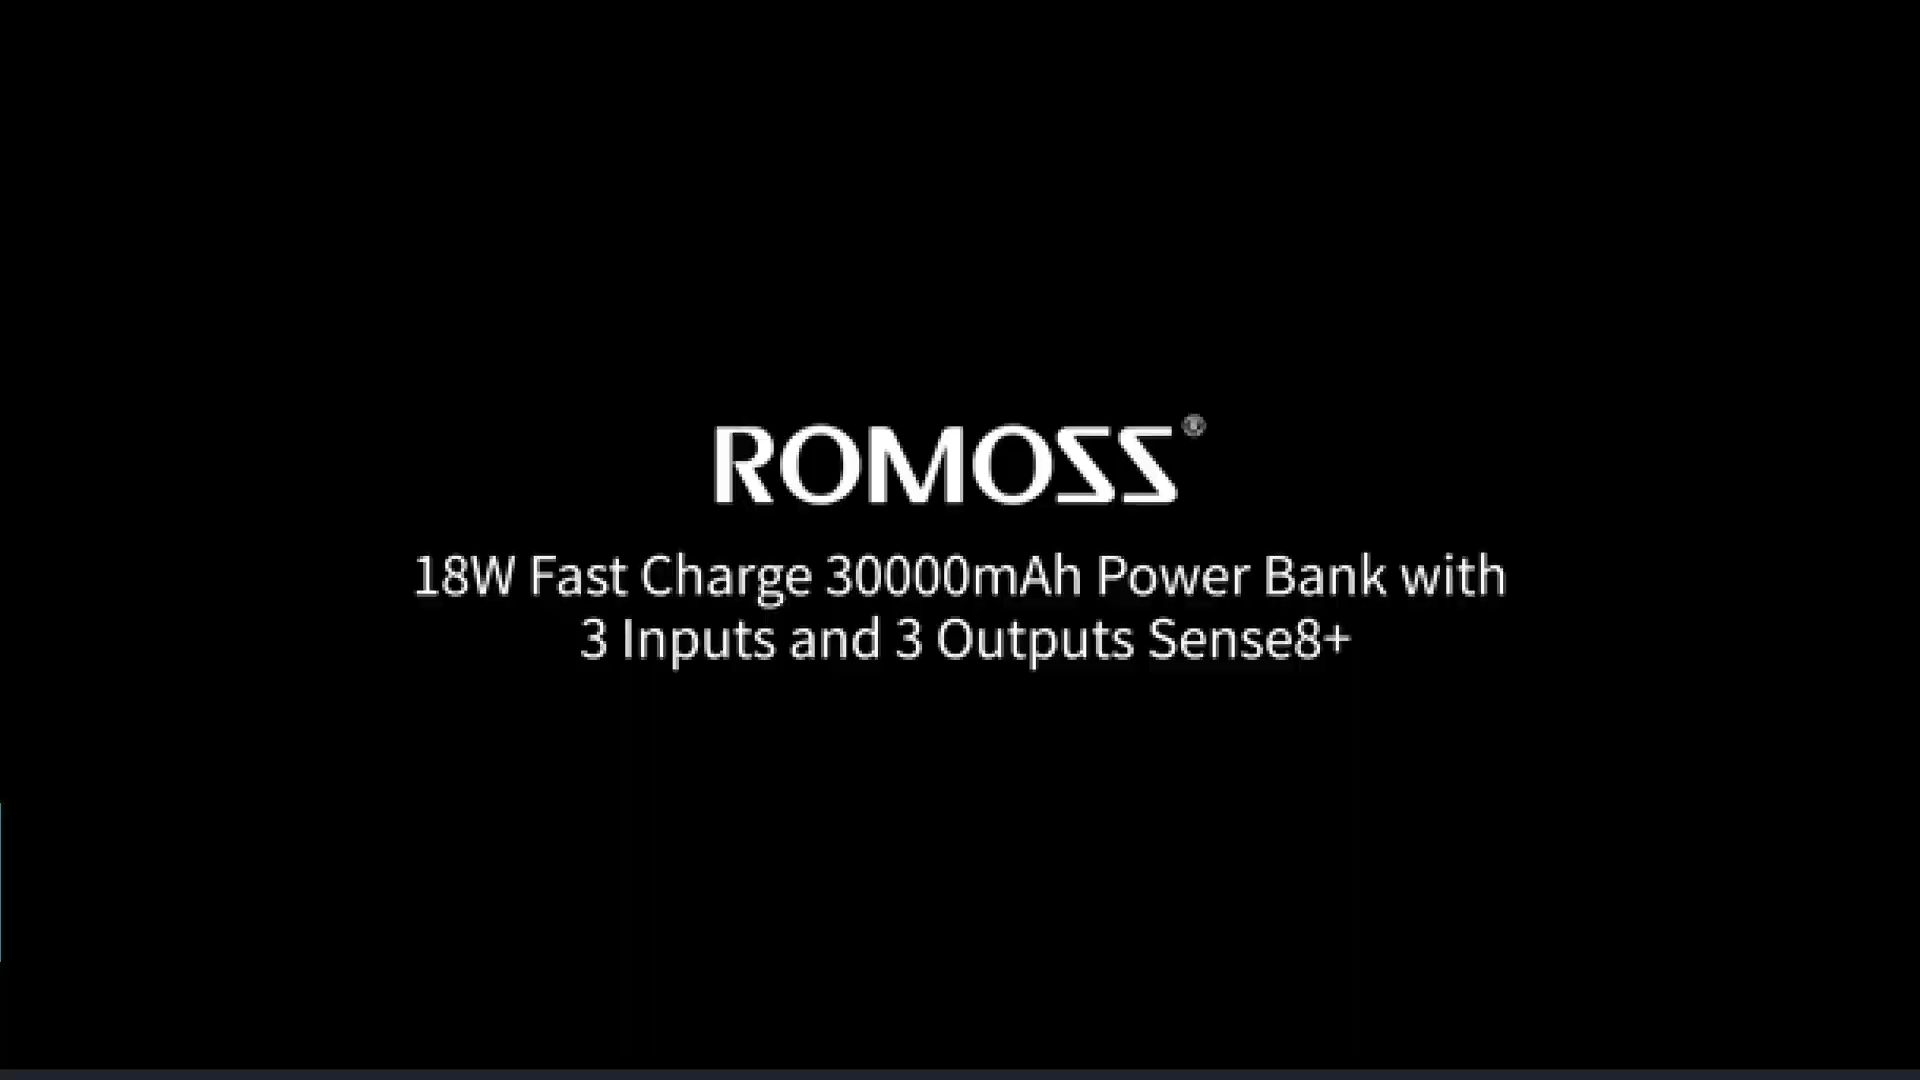 ROMOSS®
18W Fast Charge 30000mAh Power Bank with
3 Inputs and 3 Outputs Sense8+